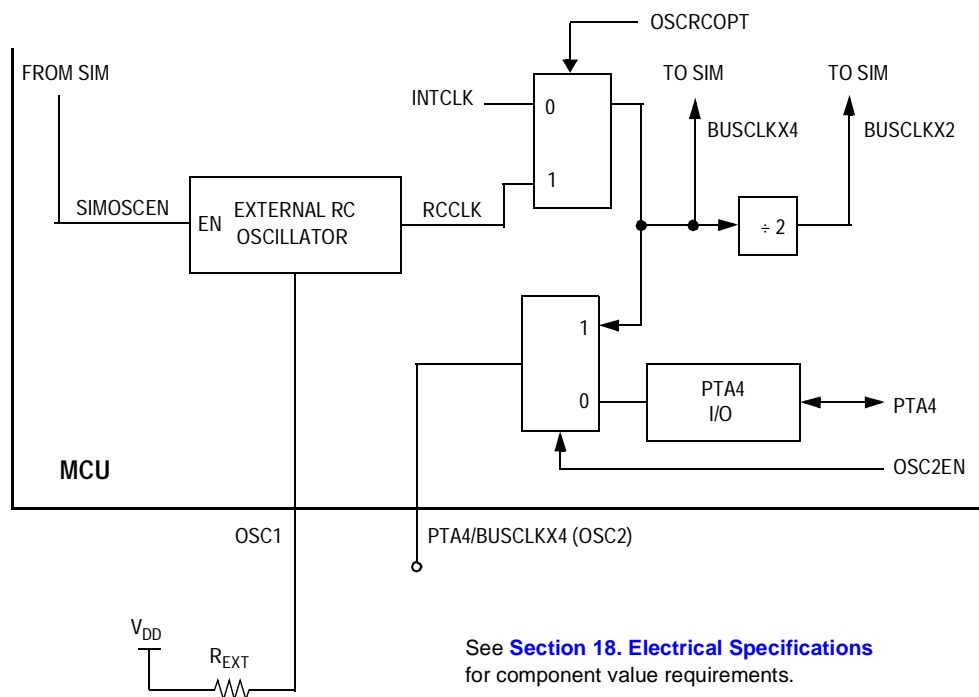 OSCRCOPT
FROM SIM
TO SIM
TO SIM
INTCLK
0
BUSCLKX4
BUSCLKX2
1
SIMOSCEN
EN
EXTERNAL RC
OSCILLATOR
RCCLK
÷ 2
1
0
PTA4
I/O
PTA4
MCU
OSC2EN
OSC1
PTA4/BUSCLKX4 (OSC2)
VDD
REXT
See Section 18. Electrical Specifications
for component value requirements.